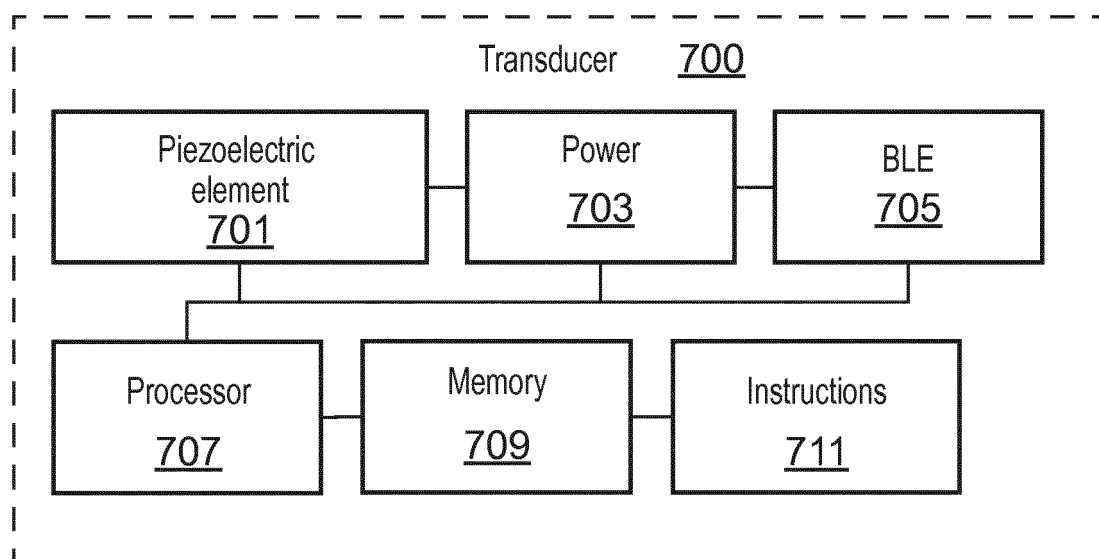 Transducer 700
Piezoelectric
element
701
Power
703
BLE
705
Processor
707
Memory
709
Instructions
711